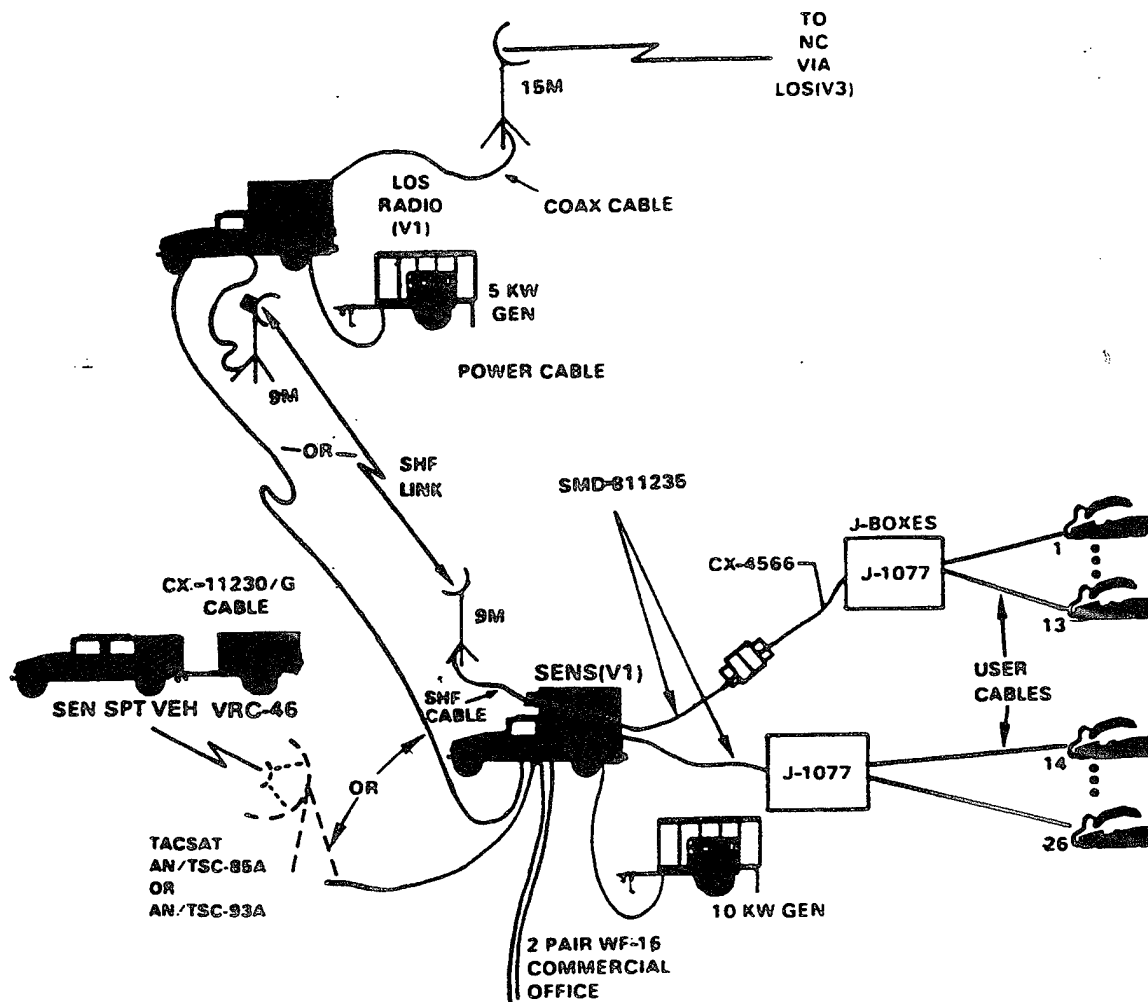 TO
NC
VIA
LOS(V3)
15M
LOS
RADIO
(V1)
COAX CABLE
5 KW
GEN
POWER CABLE
9M
OR
SHF
LINK
SMD-811235
J-BOXES
CX-4566
J-1077
1
13
CX-11230/G
CABLE
9M
SENS(V1)
USER
CABLES
SEN SPT VEH VRC-46
SHF
CABLE
J-1077
14
OR
26
TACSAT
AN/TSC-85A
OR
AN/TSC-93A
10 KW GEN
2 PAIR WF-16
COMMERCIAL
OFFICE